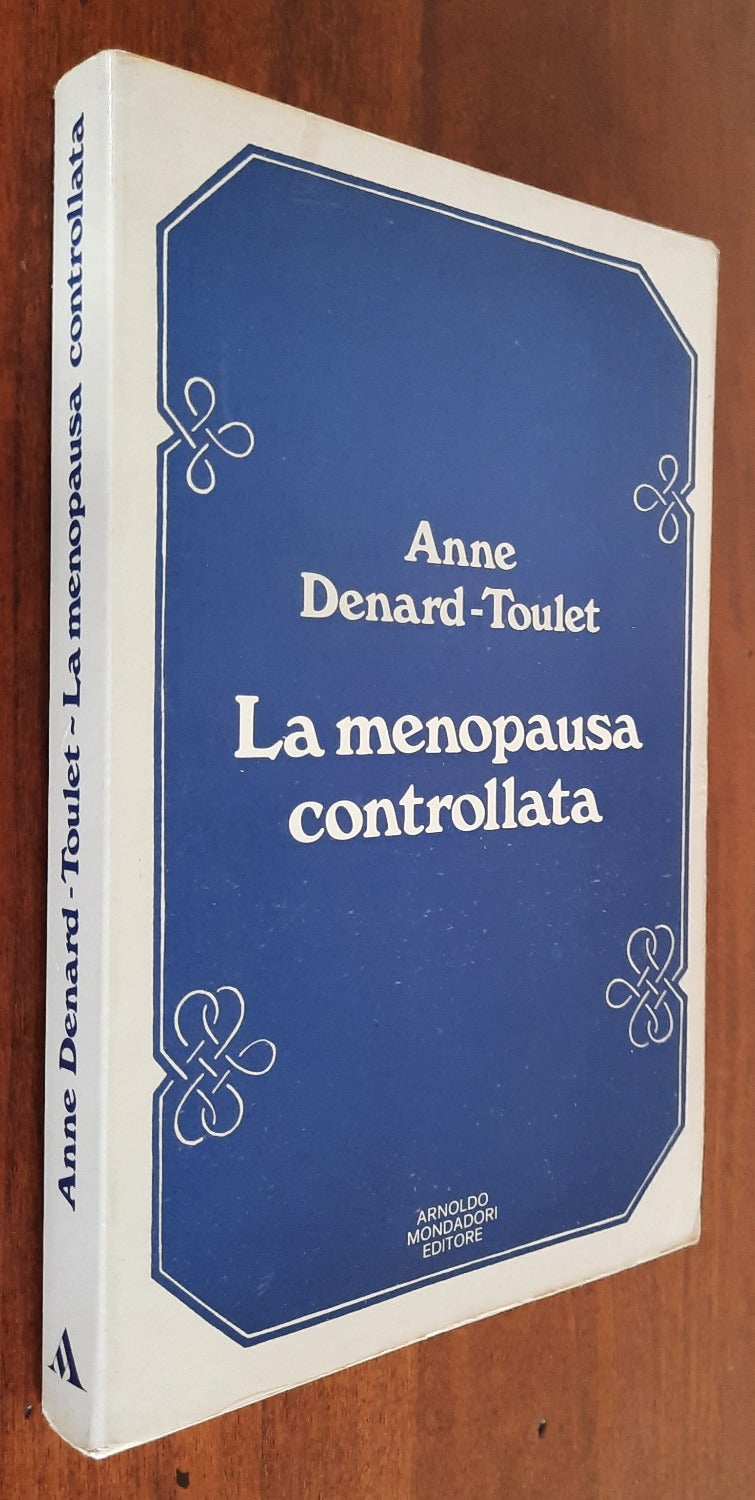 Anne Denard-Toulet ~ La menopausa controllata
Anne
Denard-Toulet
La menopausa
controllata
ARNOLDO
MONDADORI
EDITORE